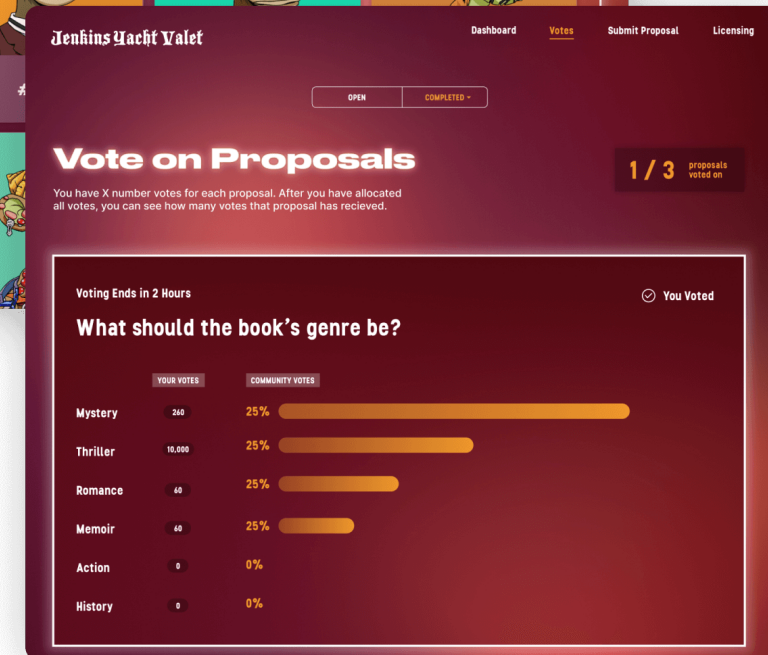 Jenkins Yacht Valet
Dashboard
Votes
Submit Proposal
Licensing
#
OPEN
COMPLETED
Vote on Proposals
1 / 3 proposals
voted on
You have X number votes for each proposal. After you have allocated
all votes, you can see how many votes that proposal has recieved.
Voting Ends in 2 Hours
You Voted
What should the book's genre be?
YOUR VOTES
COMMUNITY VOTES
Mystery 260 25%
Thriller 10,000 25%
Romance 60 25%
Memoir 60 25%
Action 0 0%
History 0 0%